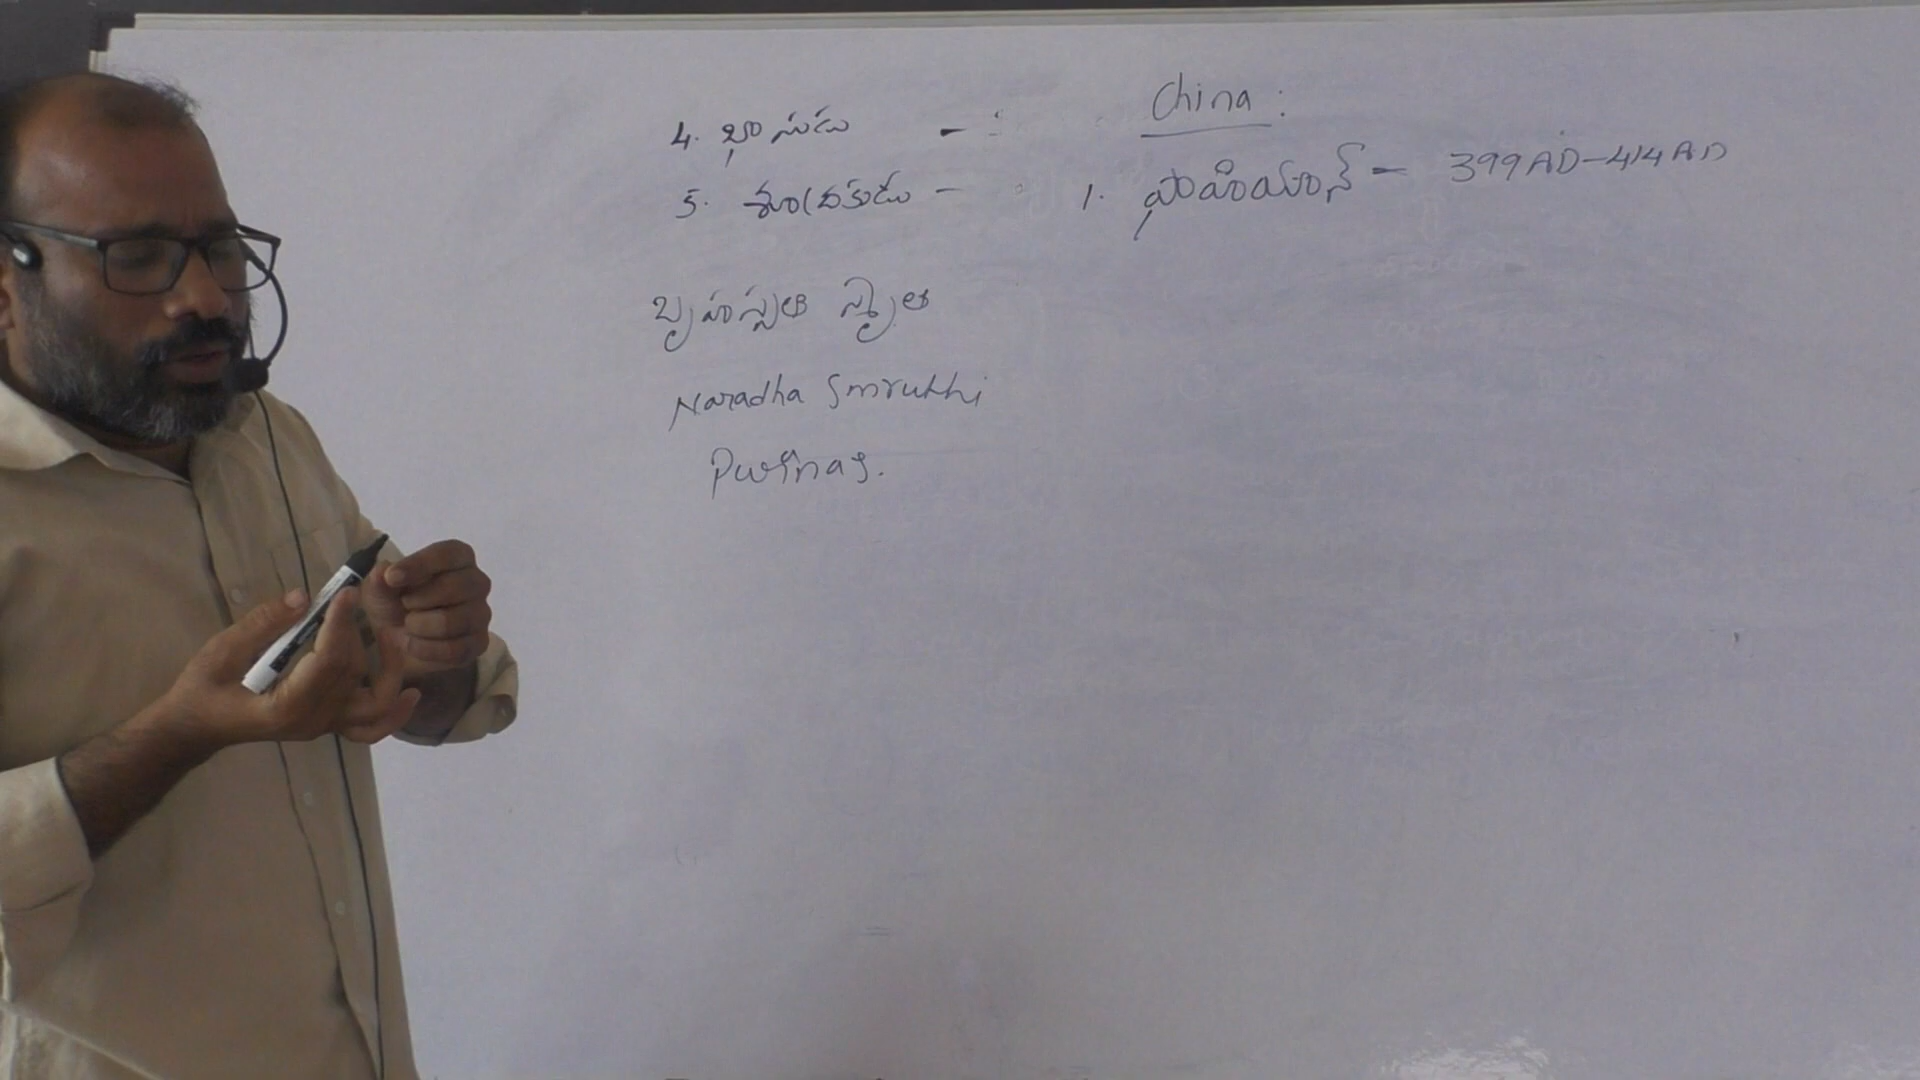 4. భాసుడు -
5. శూద్రకుడు -
బృహస్పతి స్మృతి
Naradha Smruthi
Purinas.
China :
1. ఫాహియాన్ - 399AD-414AD